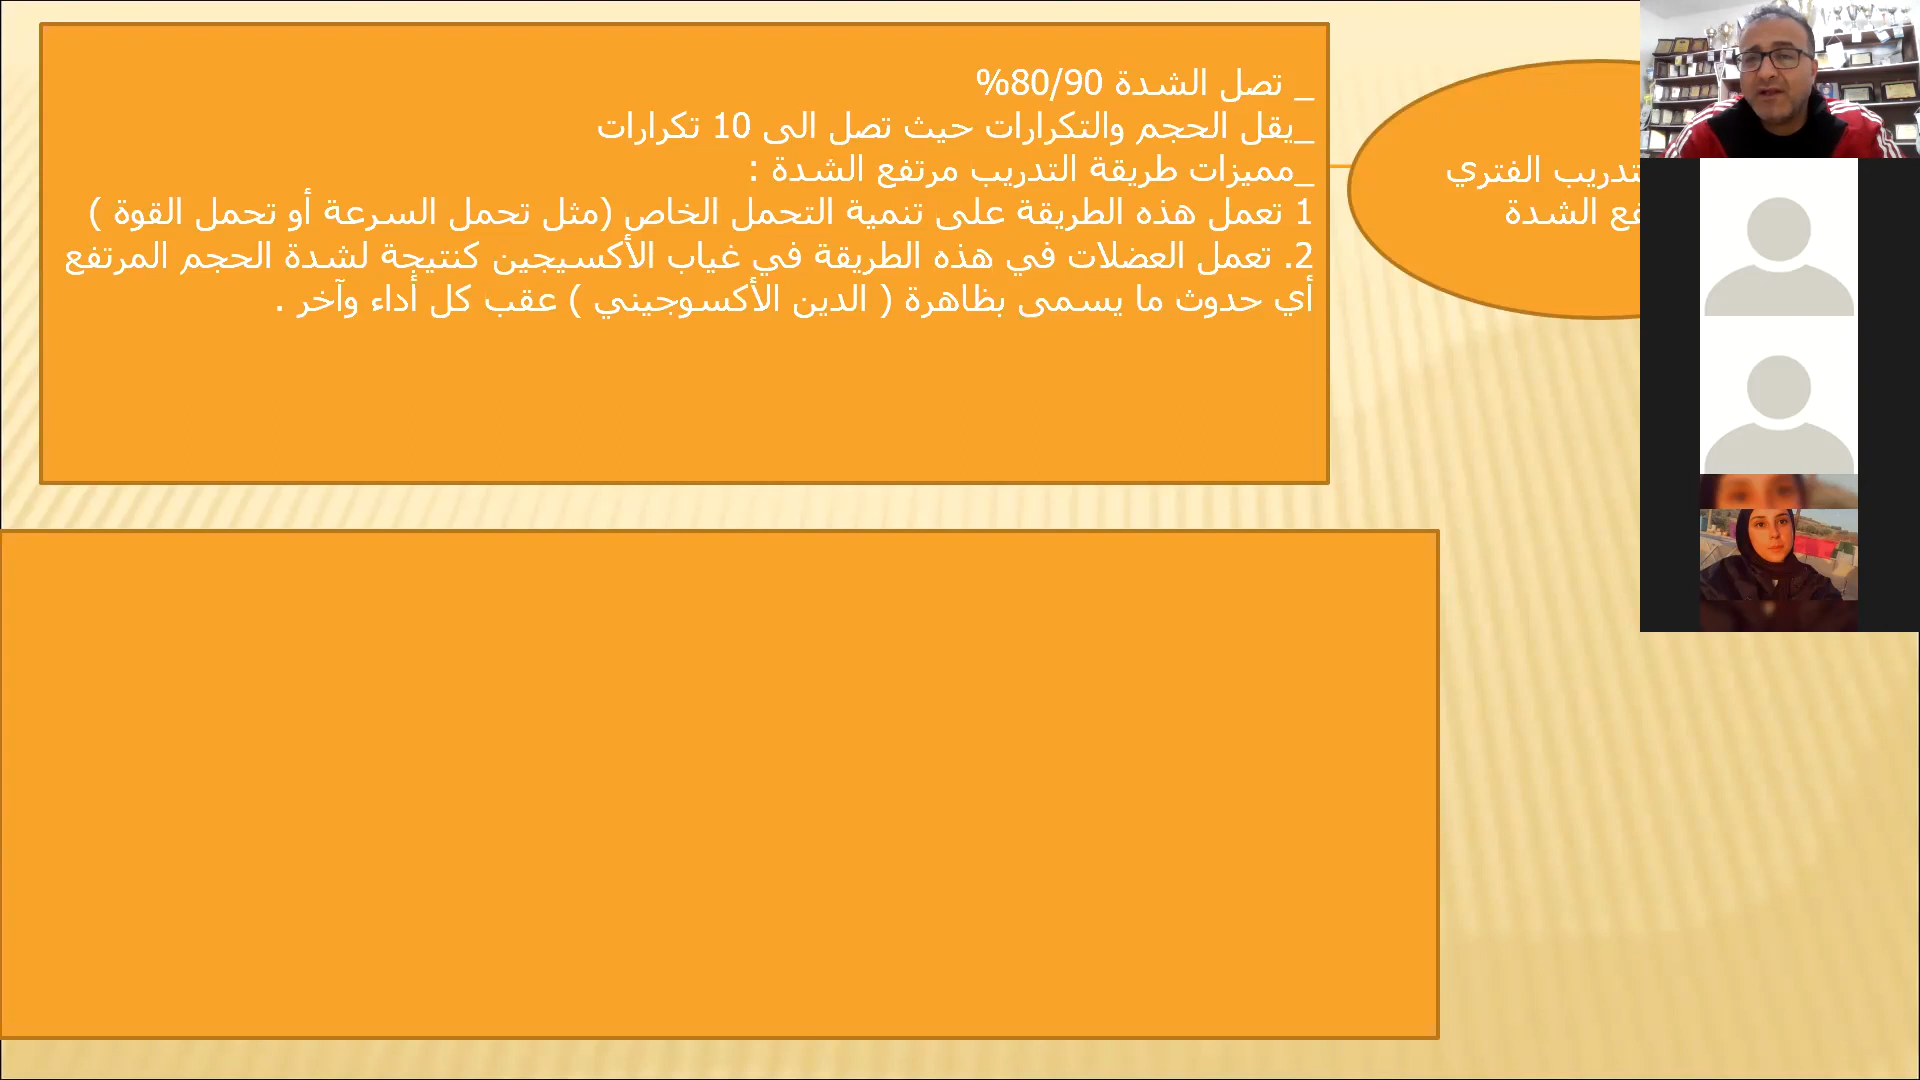 _ تصل الشدة 80/90%
_يقل الحجم والتكرارات حيث تصل الى 10 تكرارات
_مميزات طريقة التدريب مرتفع الشدة :
1 تعمل هذه الطريقة على تنمية التحمل الخاص (مثل تحمل السرعة أو تحمل القوة )
2. تعمل العضلات في هذه الطريقة في غياب الأكسيجين كنتيجة لشدة الحجم المرتفع
أي حدوث ما يسمى بظاهرة ( الدين الأكسوجيني ) عقب كل أداء وآخر .
الفتري
الشدة